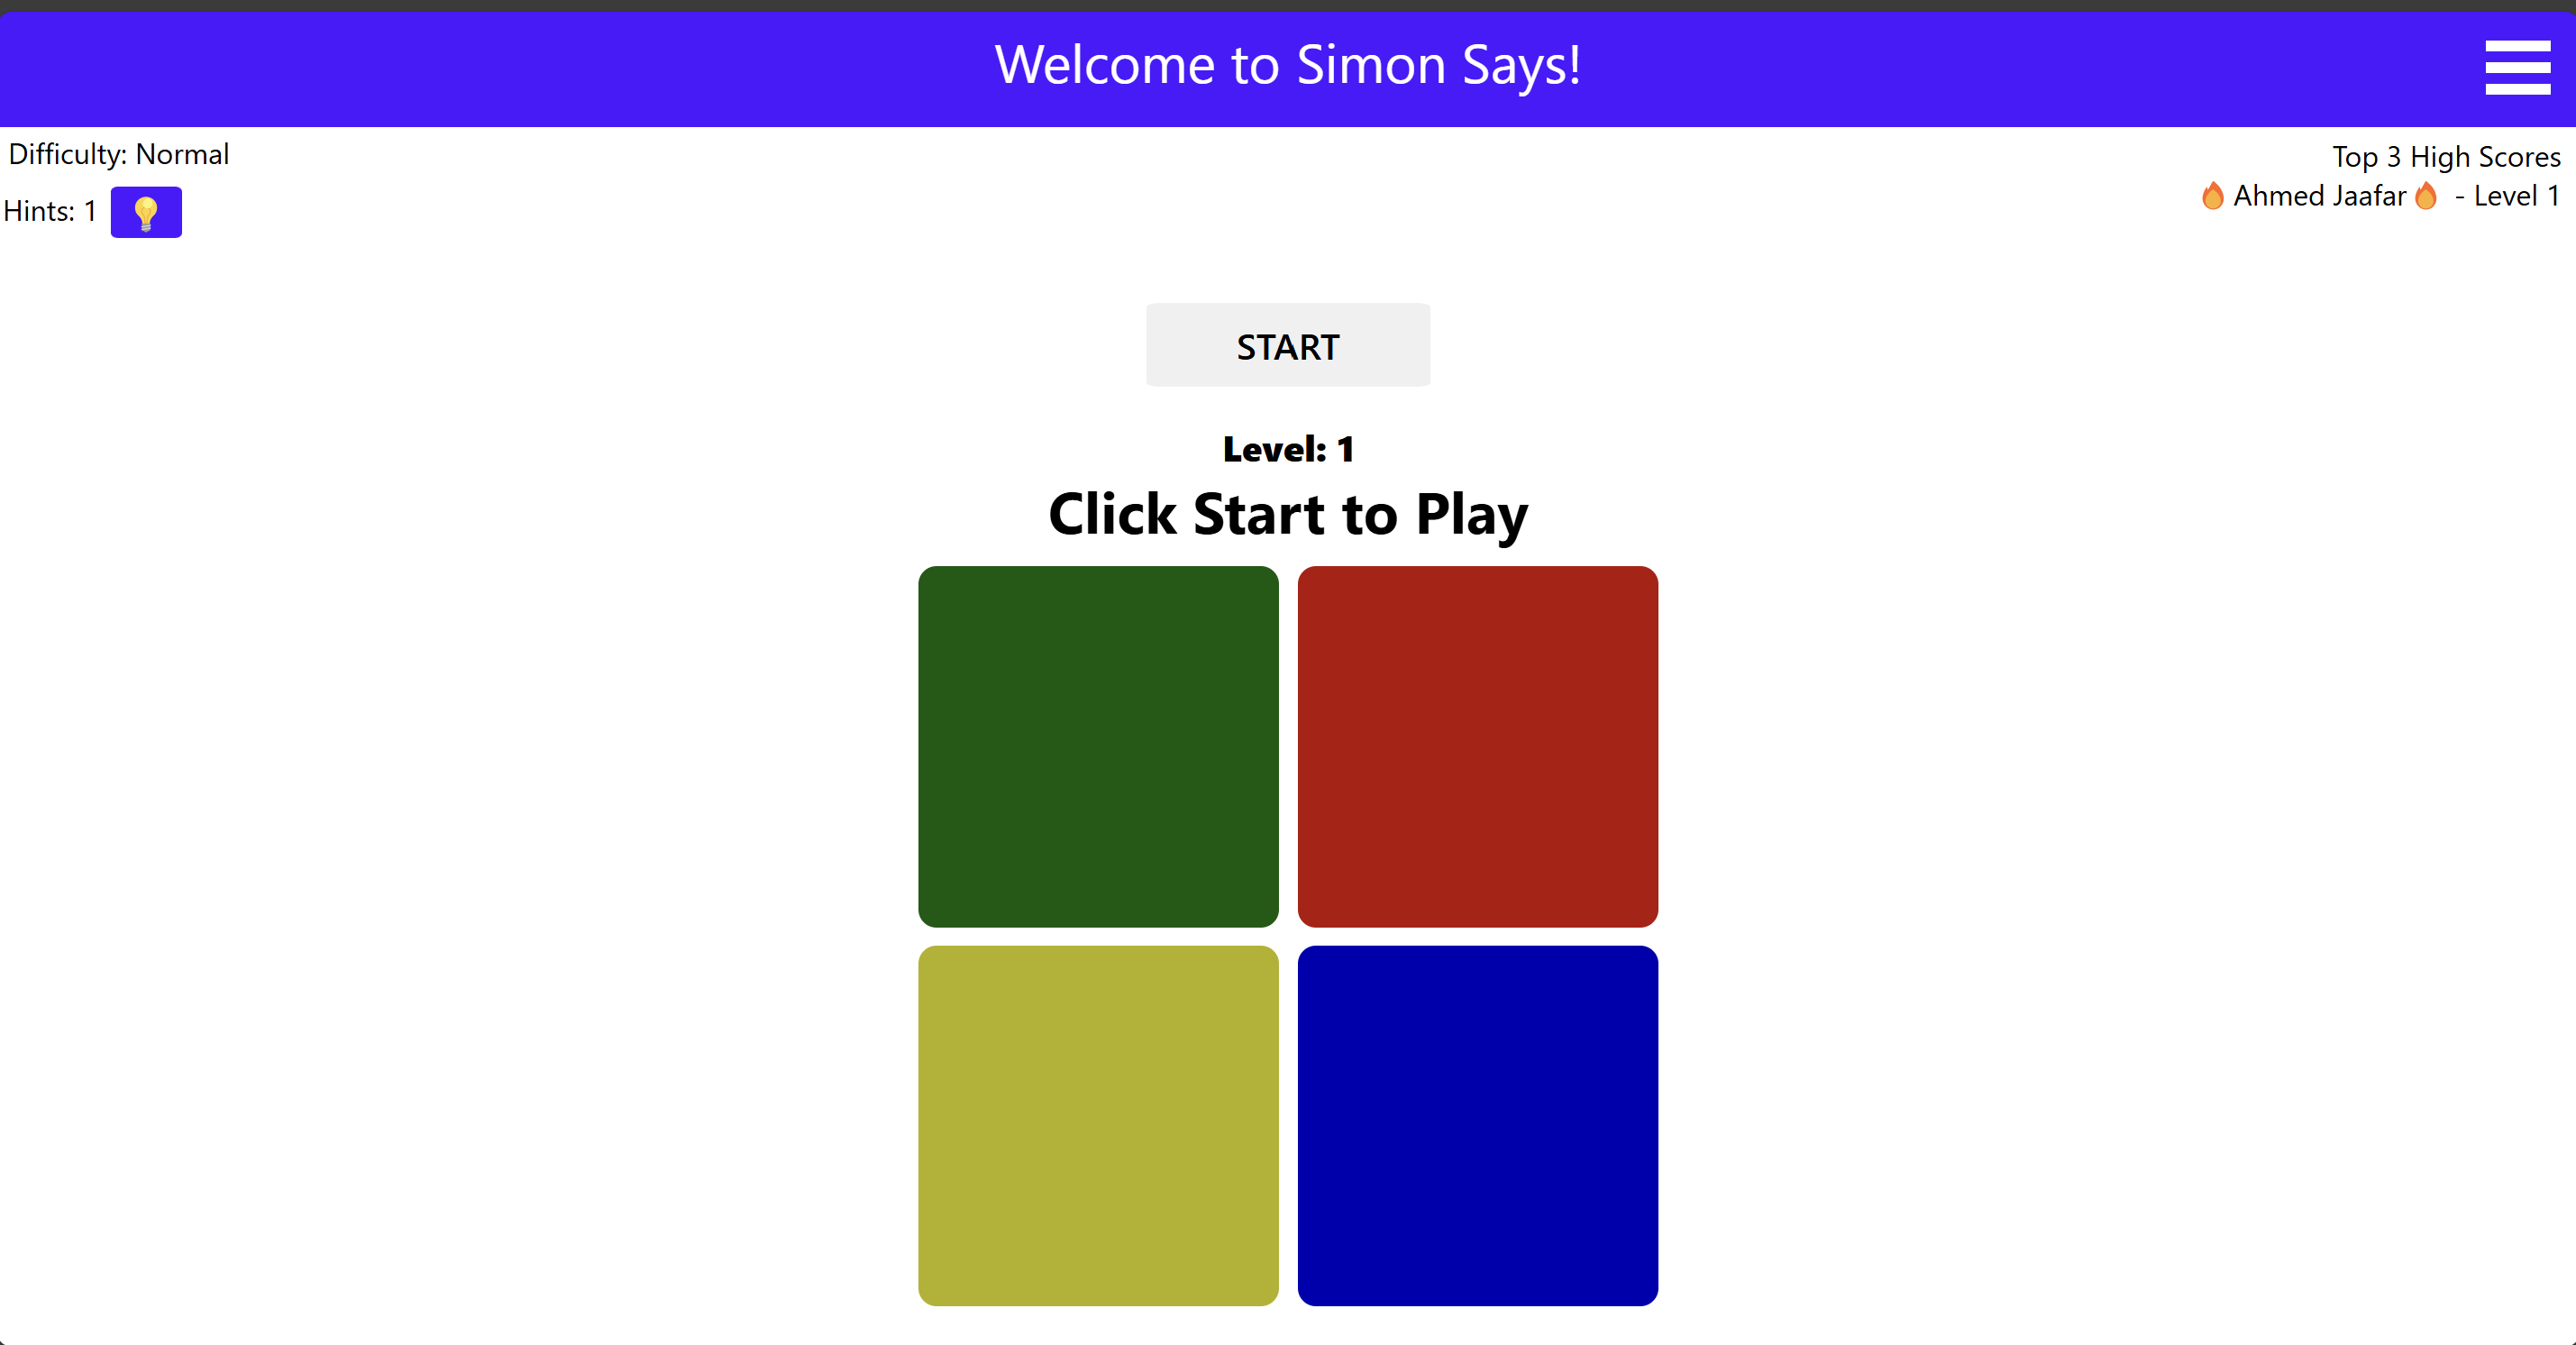 Welcome to Simon Says!
Difficulty: Normal
Hints: 1
Top 3 High Scores
🔥Ahmed Jaafar🔥 - Level 1
START
Level: 1
Click Start to Play